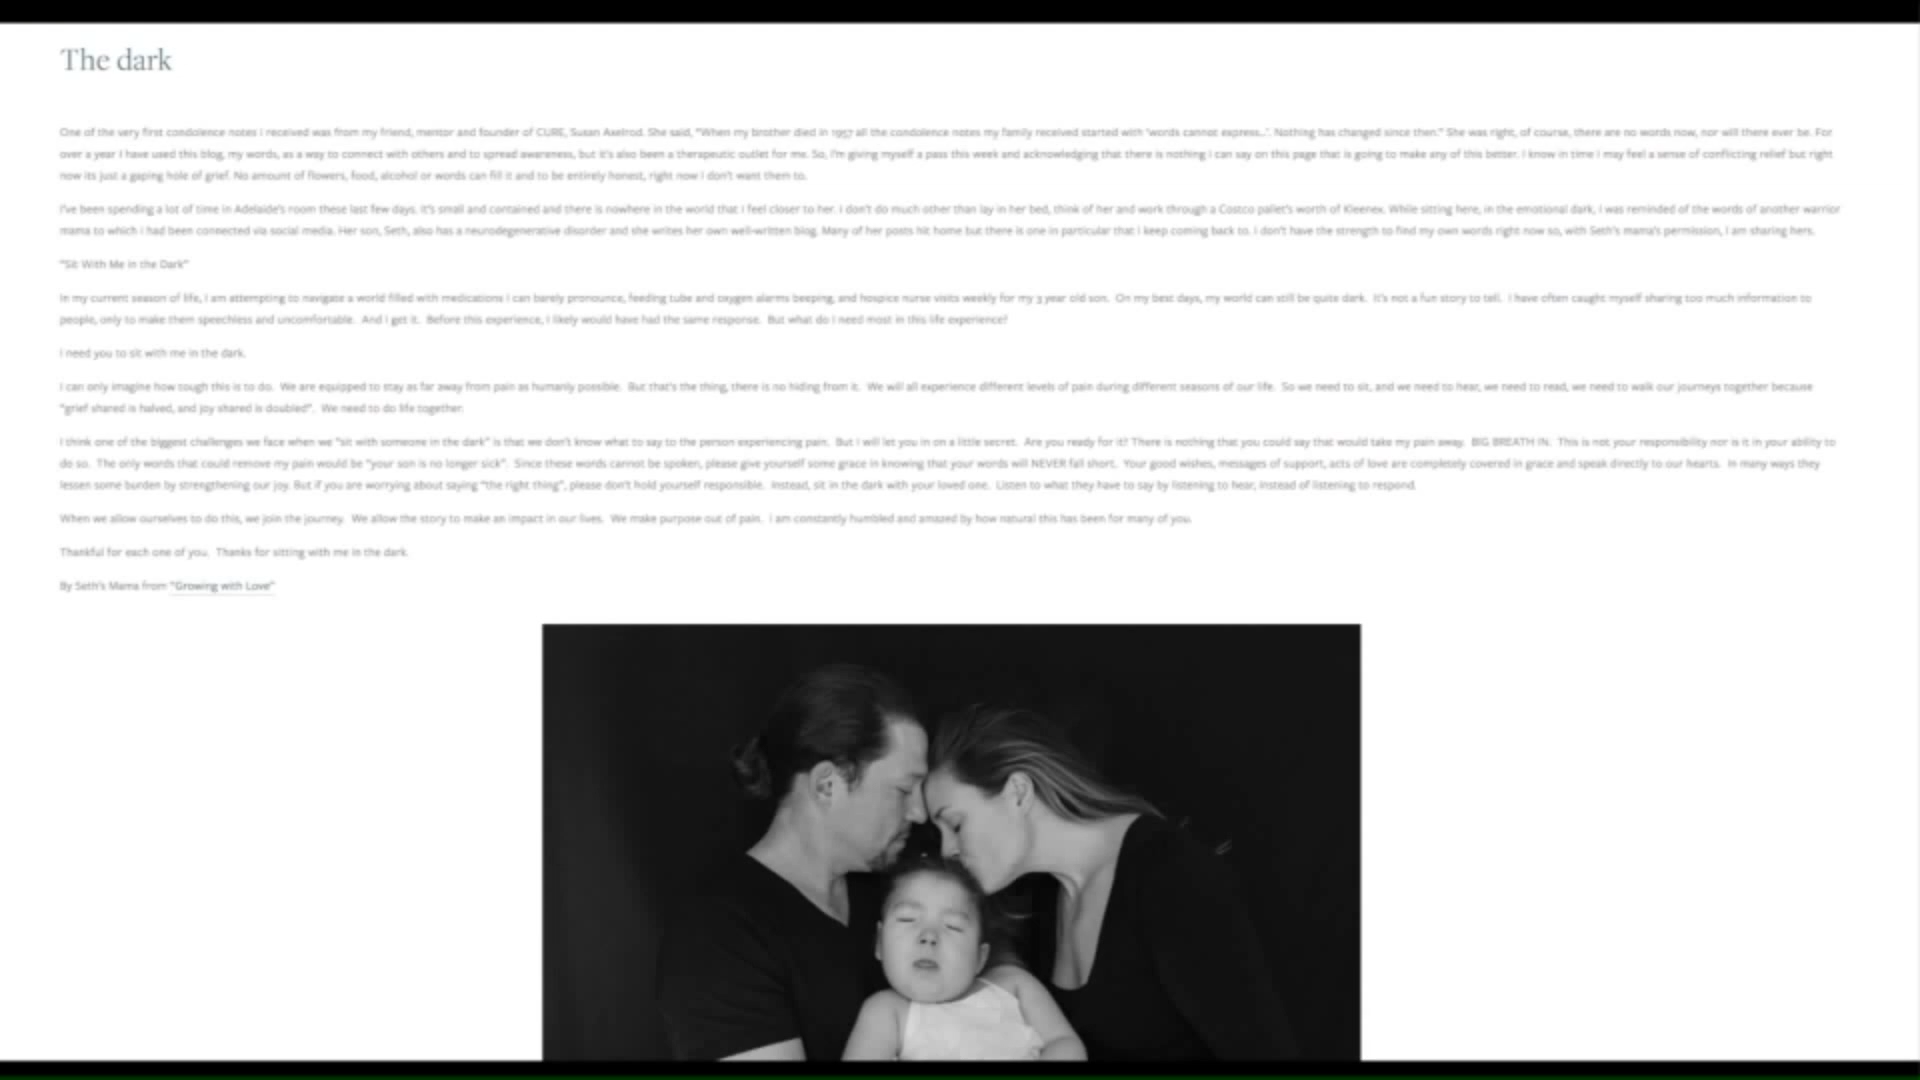 The dark
One of the very first condolence notes I received was from my friend, mentor and founder of CURE, Susan Axelrod. She said, "When my brother died in 1957 all the condolence notes my family received started with 'words cannot express...'. Nothing has changed since then." She was right, of course, there are no words now, nor will there ever be. For
over a year I have used this blog, my words, as a way to connect with others and to spread awareness, but it's also been a therapeutic outlet for me. So, I'm giving myself a pass this week and acknowledging that there is nothing I can say on this page that is going to make any of this better. I know in time I may feel a sense of conflicting relief but right
now its just a gaping hole of grief. No amount of flowers, food, alcohol or words can fill it and to be entirely honest, right now I don't want them to.
I've been spending a lot of time in Adelaide's room these last few days. It's small and contained and there is nowhere in the world that I feel closer to her. I don't do much other than lay in her bed, think of her and work through a Costco pallet's worth of Kleenex. While sitting here, in the emotional dark, I was reminded of the words of another warrior
mama to which I had been connected via social media. Her son, Seth, also has a neurodegenerative disorder and she writes her own well-written blog. Many of her posts hit home but there is one in particular that I keep coming back to. I don't have the strength to find my own words right now so, with Seth's mama's permission, I am sharing hers.
"Sit With Me in the Dark"
In my current season of life, I am attempting to navigate a world filled with medications I can barely pronounce, feeding tube and oxygen alarms beeping, and hospice nurse visits weekly for my 3 year old son. On my best days, my world can still be quite dark. It's not a fun story to tell. I have often caught myself sharing too much information to
people, only to make them speechless and uncomfortable. And I get it. Before this experience, I likely would have had the same response. But what do I need most in this life experience?
I need you to sit with me in the dark.
I can only imagine how tough this is to do. We are equipped to stay as far away from pain as humanly possible. But that's the thing, there is no hiding from it. We will all experience different levels of pain during different seasons of our life. So we need to sit, and we need to hear, we need to read, we need to walk our journeys together because
"grief shared is halved, and joy shared is doubled". We need to do life together.
I think one of the biggest challenges we face when we "sit with someone in the dark" is that we don't know what to say to the person experiencing pain. But I will let you in on a little secret. Are you ready for it? There is nothing that you could say that would take my pain away. BIG BREATH IN. This is not your responsibility nor is it in your ability to
do so. The only words that could remove my pain would be "your son is no longer sick". Since these words cannot be spoken, please give yourself some grace in knowing that your words will NEVER fall short. Your good wishes, messages of support, acts of love are completely covered in grace and speak directly to our hearts. In many ways they
lessen some burden by strengthening our joy. But if you are worrying about saying "the right thing", please don't hold yourself responsible. Instead, sit in the dark with your loved one. Listen to what they have to say by listening to hear, instead of listening to respond.
When we allow ourselves to do this, we join the journey. We allow the story to make an impact in our lives. We make purpose out of pain. I am constantly humbled and amazed by how natural this has been for many of you.
Thankful for each one of you. Thanks for sitting with me in the dark.
By Seth's Mama from "Growing with Love"